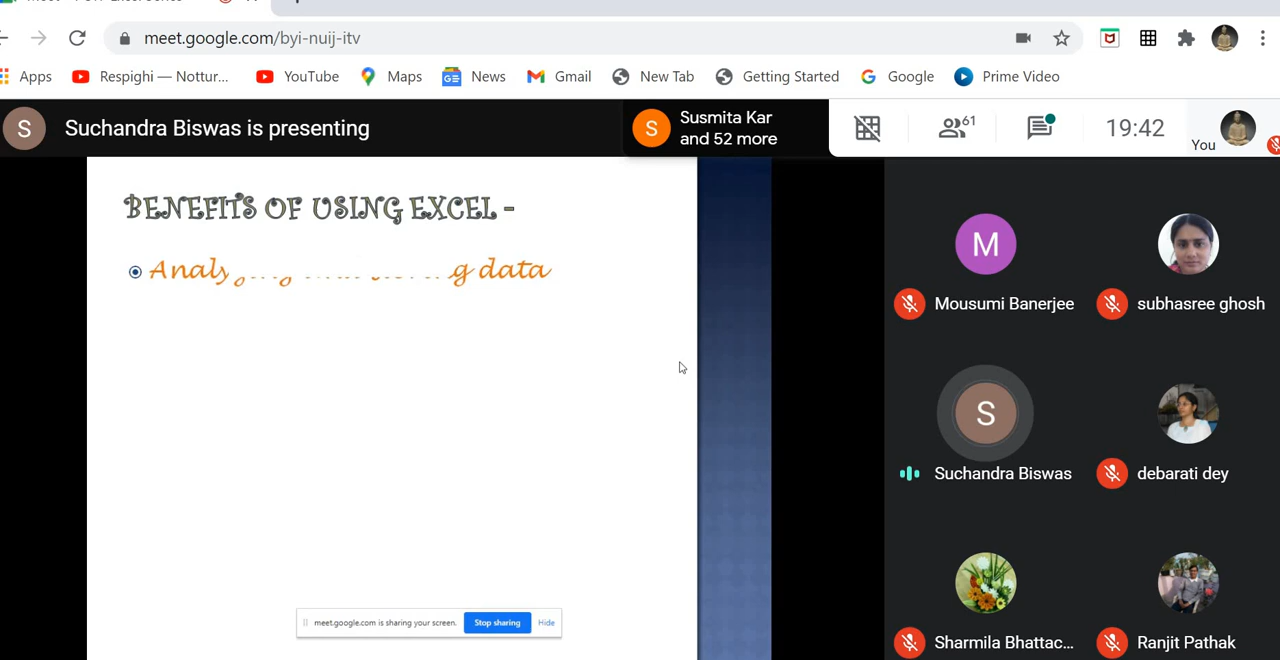 meet.google.com/byi-nuij-itv
Apps Respighi — Nottur... YouTube Maps News Gmail New Tab Getting Started Google Prime Video
S Suchandra Biswas is presenting
S Susmita Kar
and 52 more
61
19:42
You
BENEFITS OF USING EXCEL -
data
M
Mousumi Banerjee
subhasree ghosh
S
Suchandra Biswas
debarati dey
Sharmila Bhattac...
Ranjit Pathak
meet.google.com is sharing your screen. Stop sharing Hide